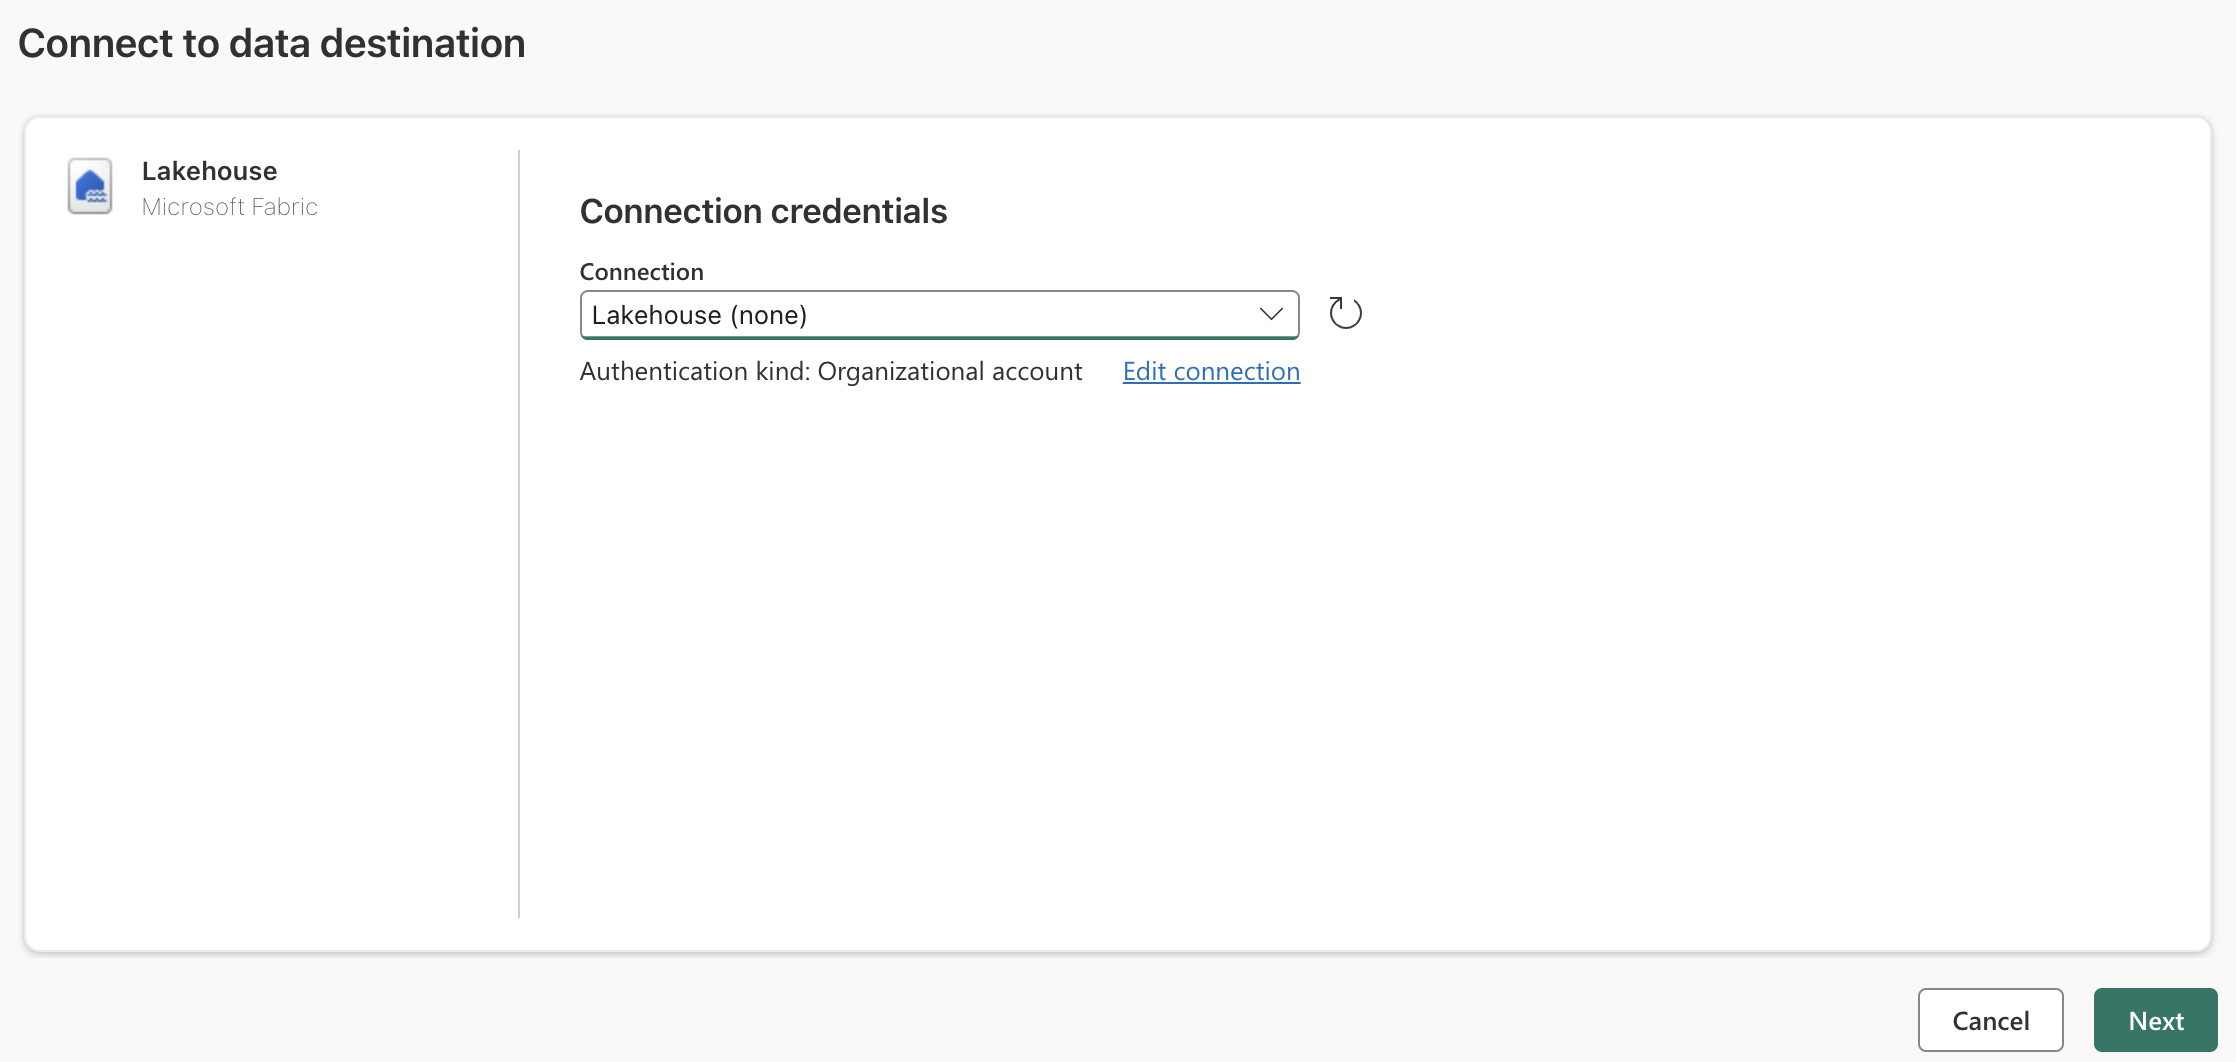 Connect to data destination
Lakehouse
Microsoft Fabric
Connection credentials
Connection
Lakehouse (none)
Authentication kind: Organizational account Edit connection
Cancel Next